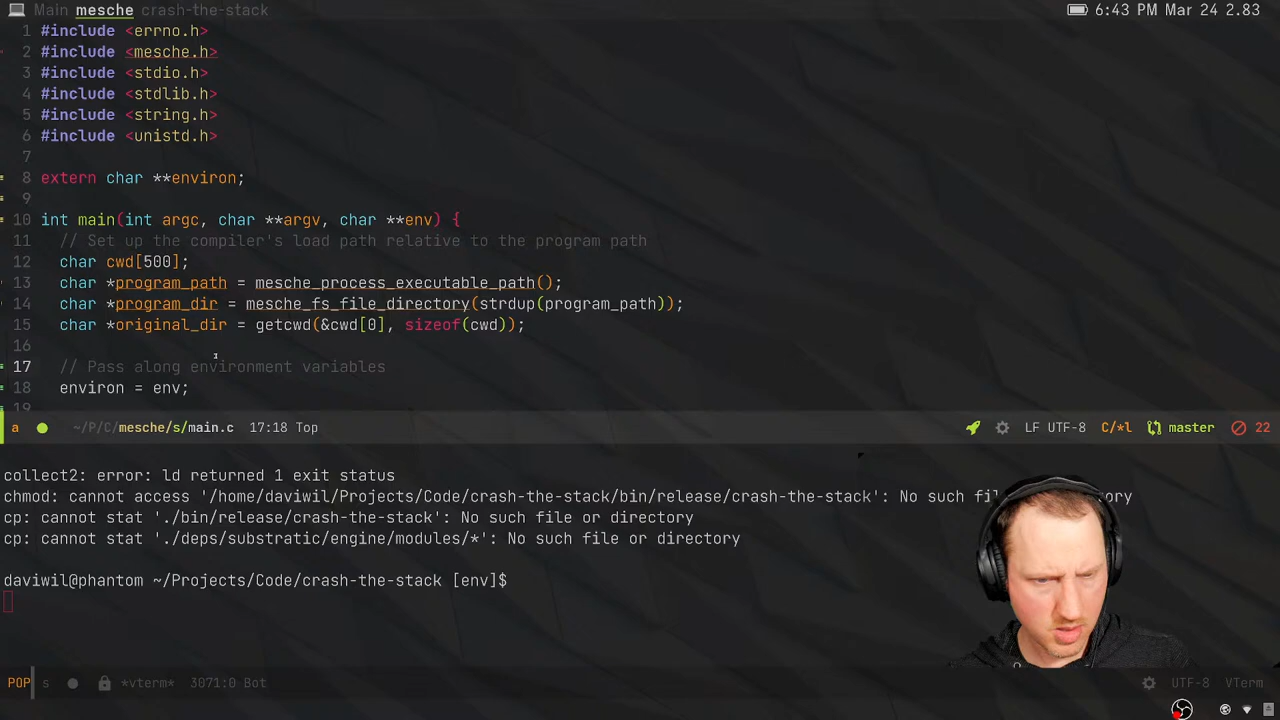 Main mesche crash-the-stack 6:43 PM Mar 24 2.83
1 #include <errno.h>
2 #include <mesche.h>
3 #include <stdio.h>
4 #include <stdlib.h>
5 #include <string.h>
6 #include <unistd.h>
7
8 extern char **environ;
9
10 int main(int argc, char **argv, char **env) {
11 // Set up the compiler's load path relative to the program path
12 char cwd[500];
13 char *program_path = mesche_process_executable_path();
14 char *program_dir = mesche_fs_file_directory(strdup(program_path));
15 char *original_dir = getcwd(&cwd[0], sizeof(cwd));
16
17 // Pass along environment variables
18 environ = env;
19
a ~/P/C/mesche/s/main.c 17:18 Top LF UTF-8 C/*l master 22
collect2: error: ld returned 1 exit status
chmod: cannot access '/home/daviwil/Projects/Code/crash-the-stack/bin/release/crash-the-stack': No such fi ectory
cp: cannot stat './bin/release/crash-the-stack': No such file or directory
cp: cannot stat './deps/substratic/engine/modules/*': No such file or directory
daviwil@phantom ~/Projects/Code/crash-the-stack [env]$
POP s *vterm* 3071:0 Bot UTF-8 VTerm